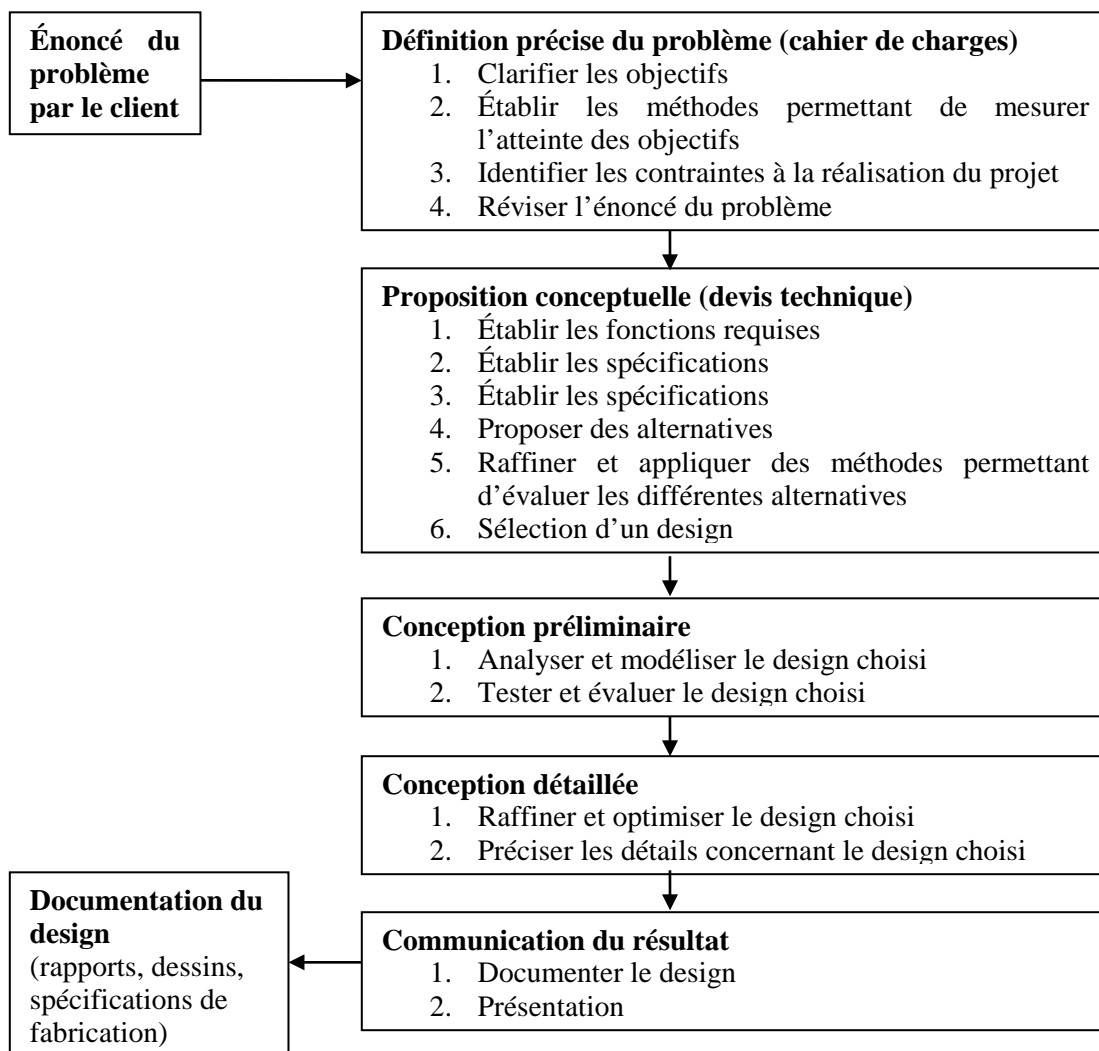 Énoncé du
problème
par le client
Définition précise du problème (cahier de charges)
1. Clarifier les objectifs
2. Établir les méthodes permettant de mesurer
l’atteinte des objectifs
3. Identifier les contraintes à la réalisation du projet
4. Réviser l’énoncé du problème
Proposition conceptuelle (devis technique)
1. Établir les fonctions requises
2. Établir les spécifications
3. Établir les spécifications
4. Proposer des alternatives
5. Raffiner et appliquer des méthodes permettant
d’évaluer les différentes alternatives
6. Sélection d’un design
Conception préliminaire
1. Analyser et modéliser le design choisi
2. Tester et évaluer le design choisi
Conception détaillée
1. Raffiner et optimiser le design choisi
2. Préciser les détails concernant le design choisi
Communication du résultat
1. Documenter le design
2. Présentation
Documentation du
design
(rapports, dessins,
spécifications de
fabrication)